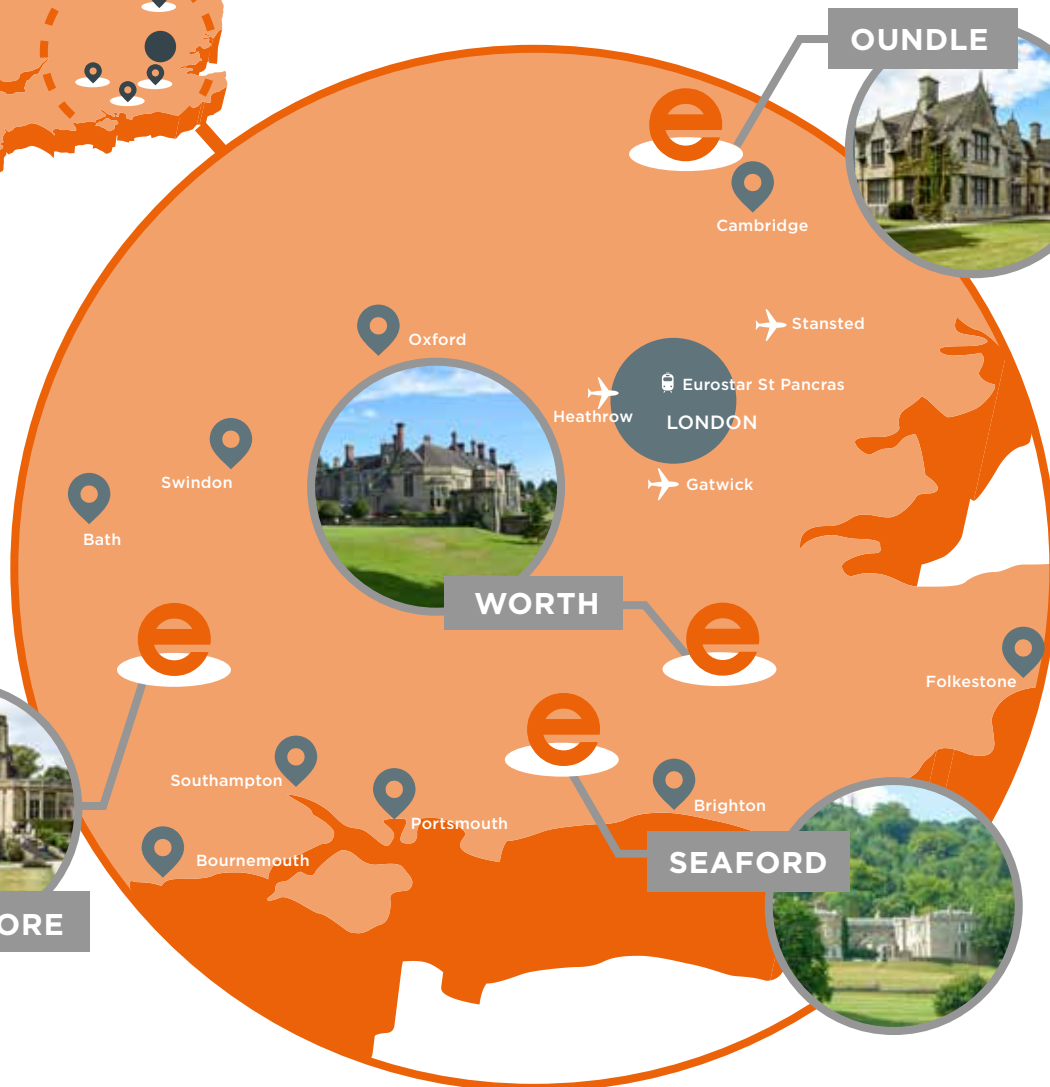 OUNDLE
e
Cambridge
Stansted
Oxford
Eurostar St Pancras
Heathrow
LONDON
Swindon
Gatwick
Bath
WORTH
e
e
Folkestone
e
Southampton
Brighton
Portsmouth
Bournemouth
SEAFORD
ORE